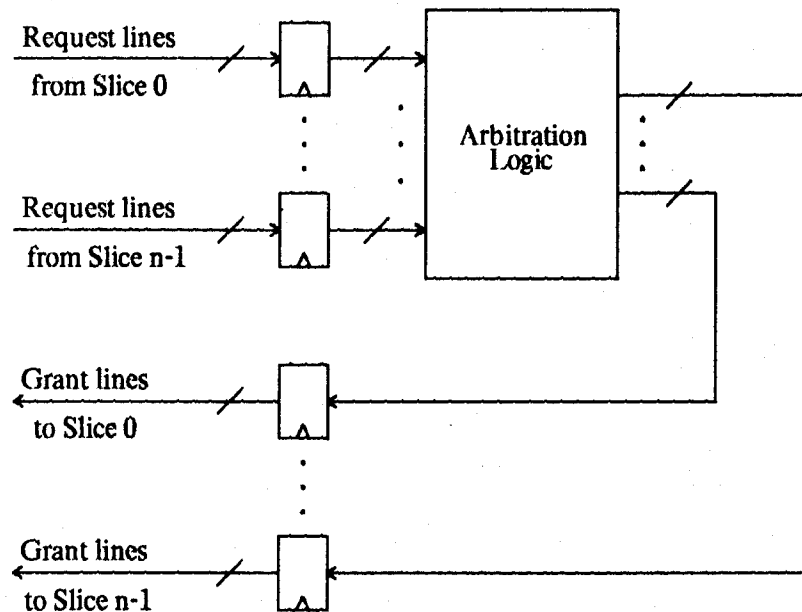 Request lines
from Slice 0
Arbitration
Logic
Request lines
from Slice n-1
Grant lines
to Slice 0
Grant lines
to Slice n-1